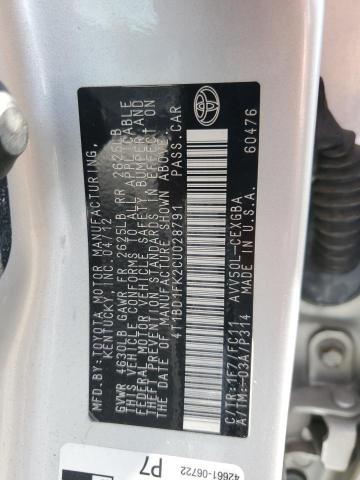 MFD.BY: TOYOTA MOTOR MANUFACTURING,
KENTUCKY INC. 04/12
GVWR 4630LB GAWR FR 2625LB RR 2625LB
THIS VEHICLE CONFORMS TO ALL APPLICABLE
FEDERAL MOTOR VEHICLE SAFETY, BUMPER, AND
THEFT PREVENTION STANDARDS IN EFFECT ON
THE DATE OF MANUFACTURE SHOWN ABOVE.
4T1BD1FK2CU028791 PASS.CAR
C/TR:1F7/FC11 AVV50L-CEXGBA
A/TM:-03A/P314 MADE IN U.S.A. 60476
42661-06722
P7